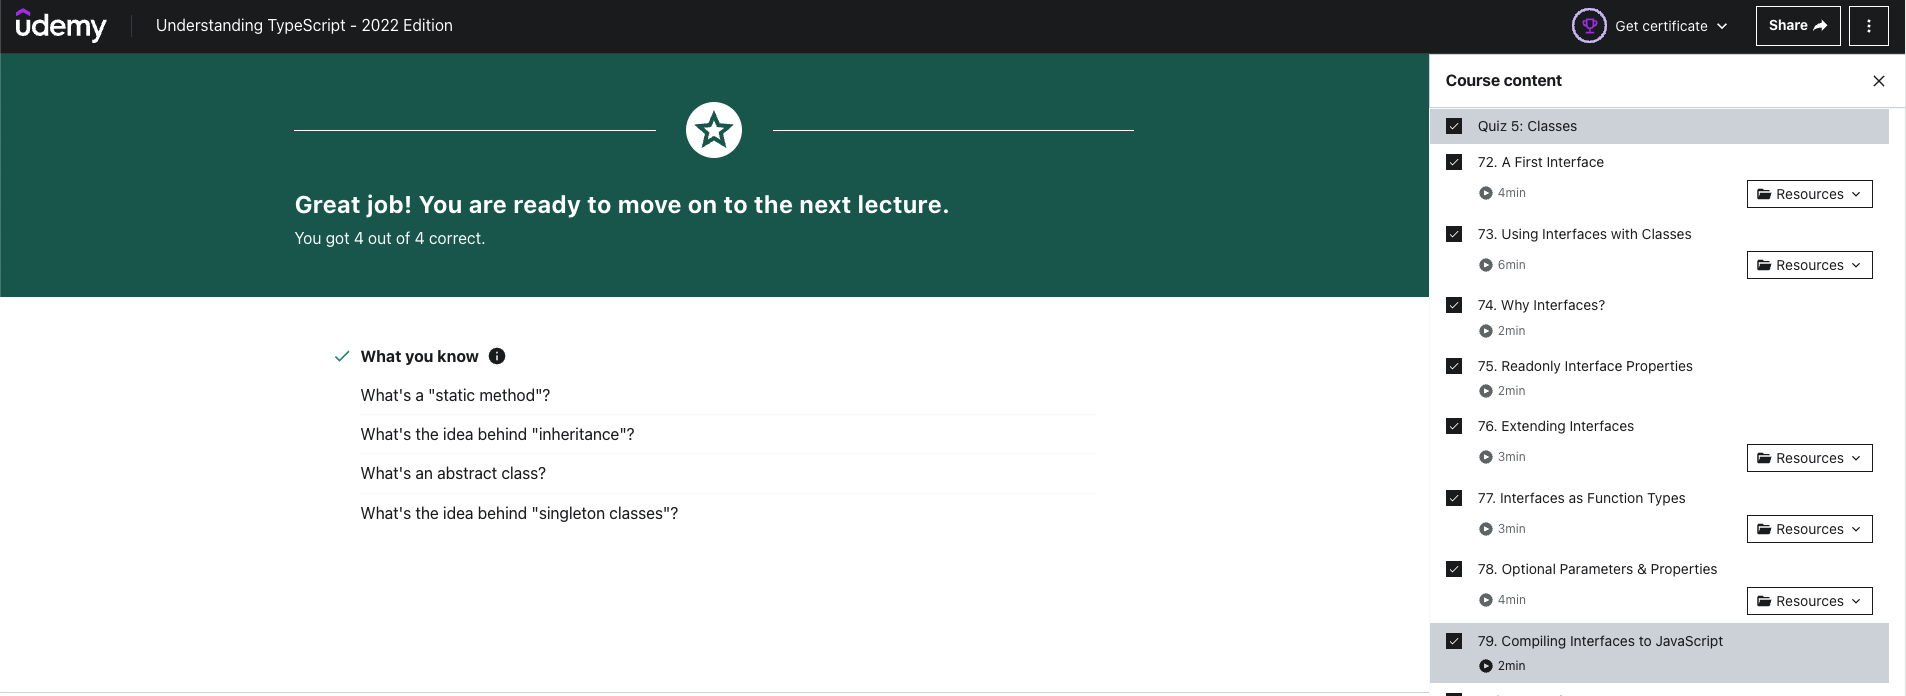 udemy
Understanding TypeScript - 2022 Edition
Get certificate
Share
Great job! You are ready to move on to the next lecture.
You got 4 out of 4 correct.
What you know
What's a "static method"?
What's the idea behind "inheritance"?
What's an abstract class?
What's the idea behind "singleton classes"?
Course content
Quiz 5: Classes
72. A First Interface
4min
Resources
73. Using Interfaces with Classes
6min
Resources
74. Why Interfaces?
2min
75. Readonly Interface Properties
2min
76. Extending Interfaces
3min
Resources
77. Interfaces as Function Types
3min
Resources
78. Optional Parameters & Properties
4min
Resources
79. Compiling Interfaces to JavaScript
2min